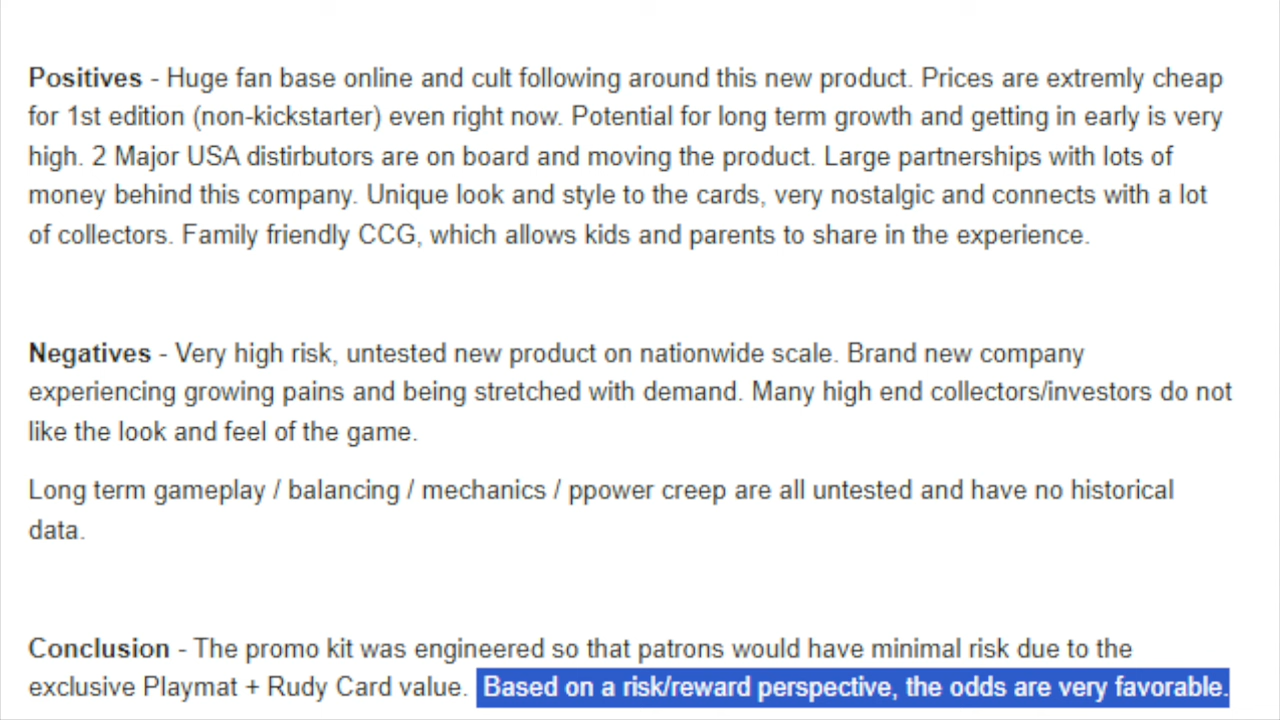 Positives - Huge fan base online and cult following around this new product. Prices are extremly cheap
for 1st edition (non-kickstarter) even right now. Potential for long term growth and getting in early is very
high. 2 Major USA distirbutors are on board and moving the product. Large partnerships with lots of
money behind this company. Unique look and style to the cards, very nostalgic and connects with a lot
of collectors. Family friendly CCG, which allows kids and parents to share in the experience.
Negatives - Very high risk, untested new product on nationwide scale. Brand new company
experiencing growing pains and being stretched with demand. Many high end collectors/investors do not
like the look and feel of the game.
Long term gameplay / balancing / mechanics / ppower creep are all untested and have no historical
data.
Conclusion - The promo kit was engineered so that patrons would have minimal risk due to the
exclusive Playmat + Rudy Card value. Based on a risk/reward perspective, the odds are very favorable.